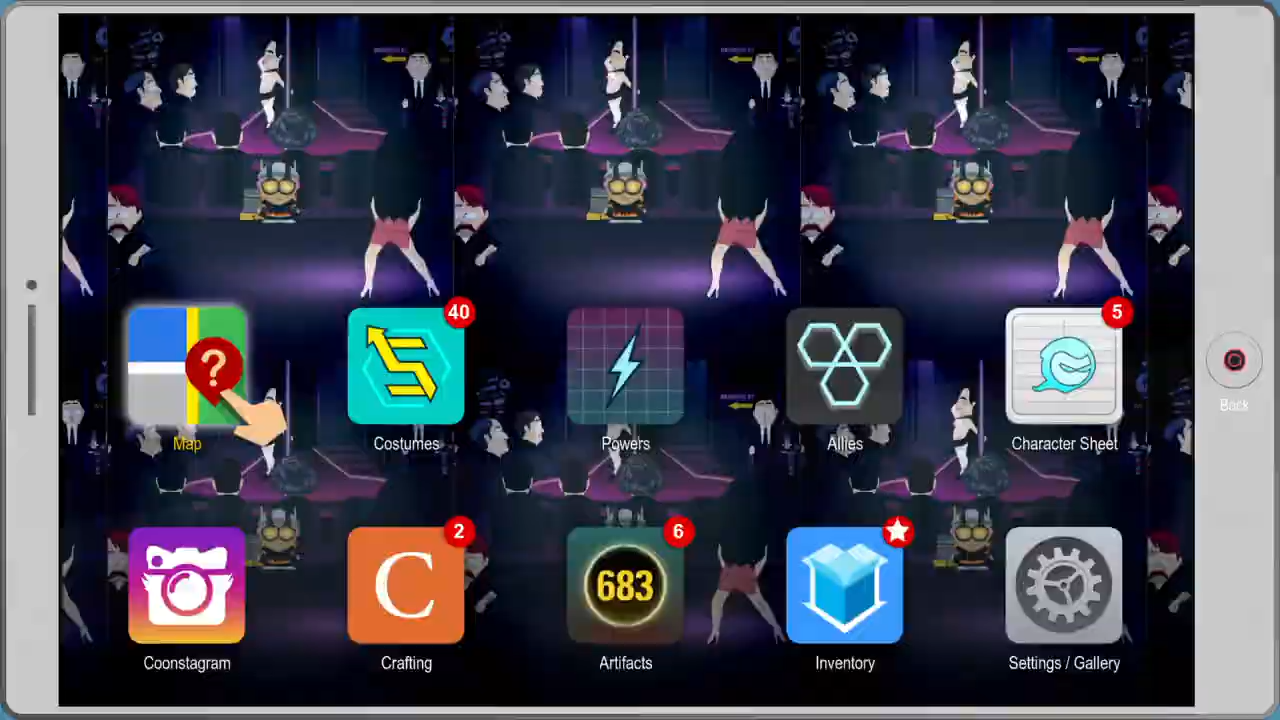 40
5
?
Map
Costumes
Powers
Allies
Character Sheet
Back
2
6
C
683
Coonstagram
Crafting
Artifacts
Inventory
Settings / Gallery